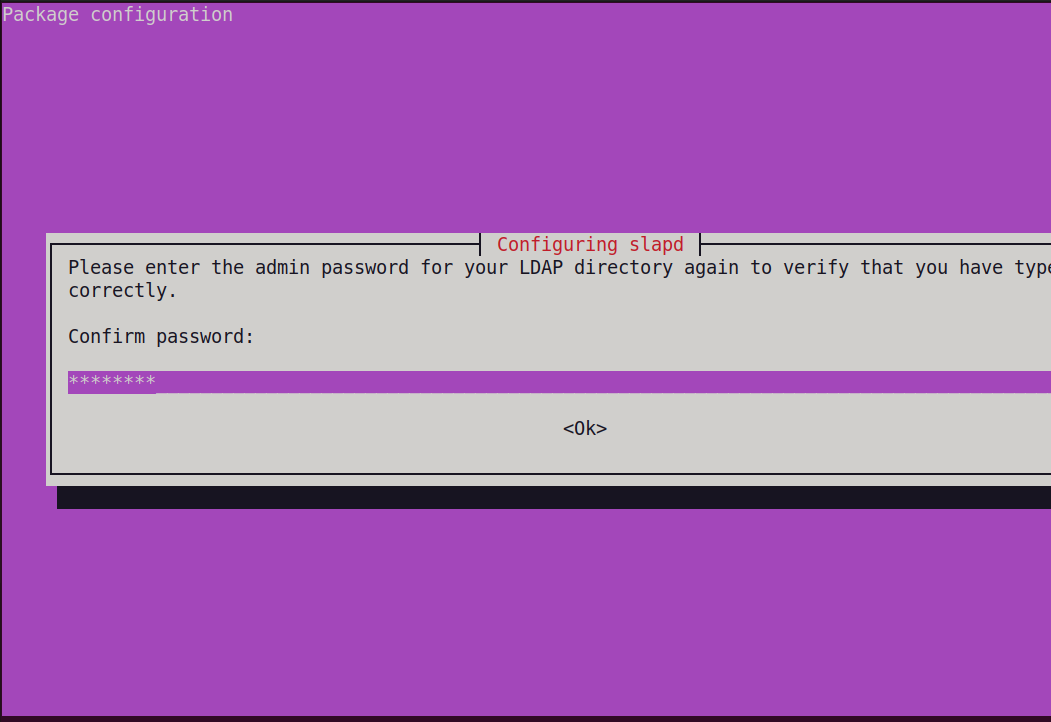 Package configuration
Configuring slapd
Please enter the admin password for your LDAP directory again to verify that you have type
correctly.
Confirm password:
********
<Ok>